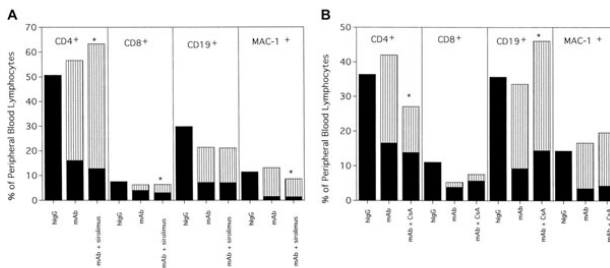 A
B
% of Peripheral Blood Lymphocytes
70
60
50
40
30
20
10
0
CD4+ CD8+ CD19+ MAC-1 +
* * *
hIgG mAb mAb + sirolimus hIgG mAb mAb + sirolimus hIgG mAb mAb + sirolimus hIgG mAb mAb + sirolimus
% of Peripheral Blood Lymphocytes
50
40
30
20
10
0
CD4+ CD8+ CD19+ MAC-1 +
* *
hIgG mAb mAb + CsA hIgG mAb mAb + CsA hIgG mAb mAb + CsA hIgG mAb mAb + CsA